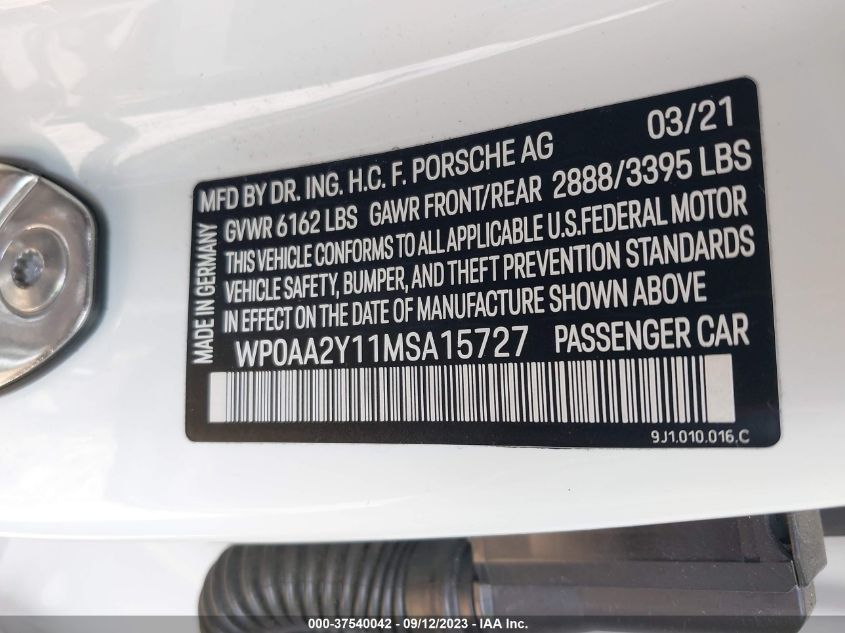 03/21
MFD BY DR. ING. H.C. F. PORSCHE AG
GVWR 6162 LBS GAWR FRONT/REAR 2888/3395 LBS
THIS VEHICLE CONFORMS TO ALL APPLICABLE U.S.FEDERAL MOTOR
VEHICLE SAFETY, BUMPER, AND THEFT PREVENTION STANDARDS
IN EFFECT ON THE DATE OF MANUFACTURE SHOWN ABOVE
MADE IN GERMANY
WP0AA2Y11MSA15727 PASSENGER CAR
9J1.010.016.C
000-37540042 - 09/12/2023 - IAA Inc.